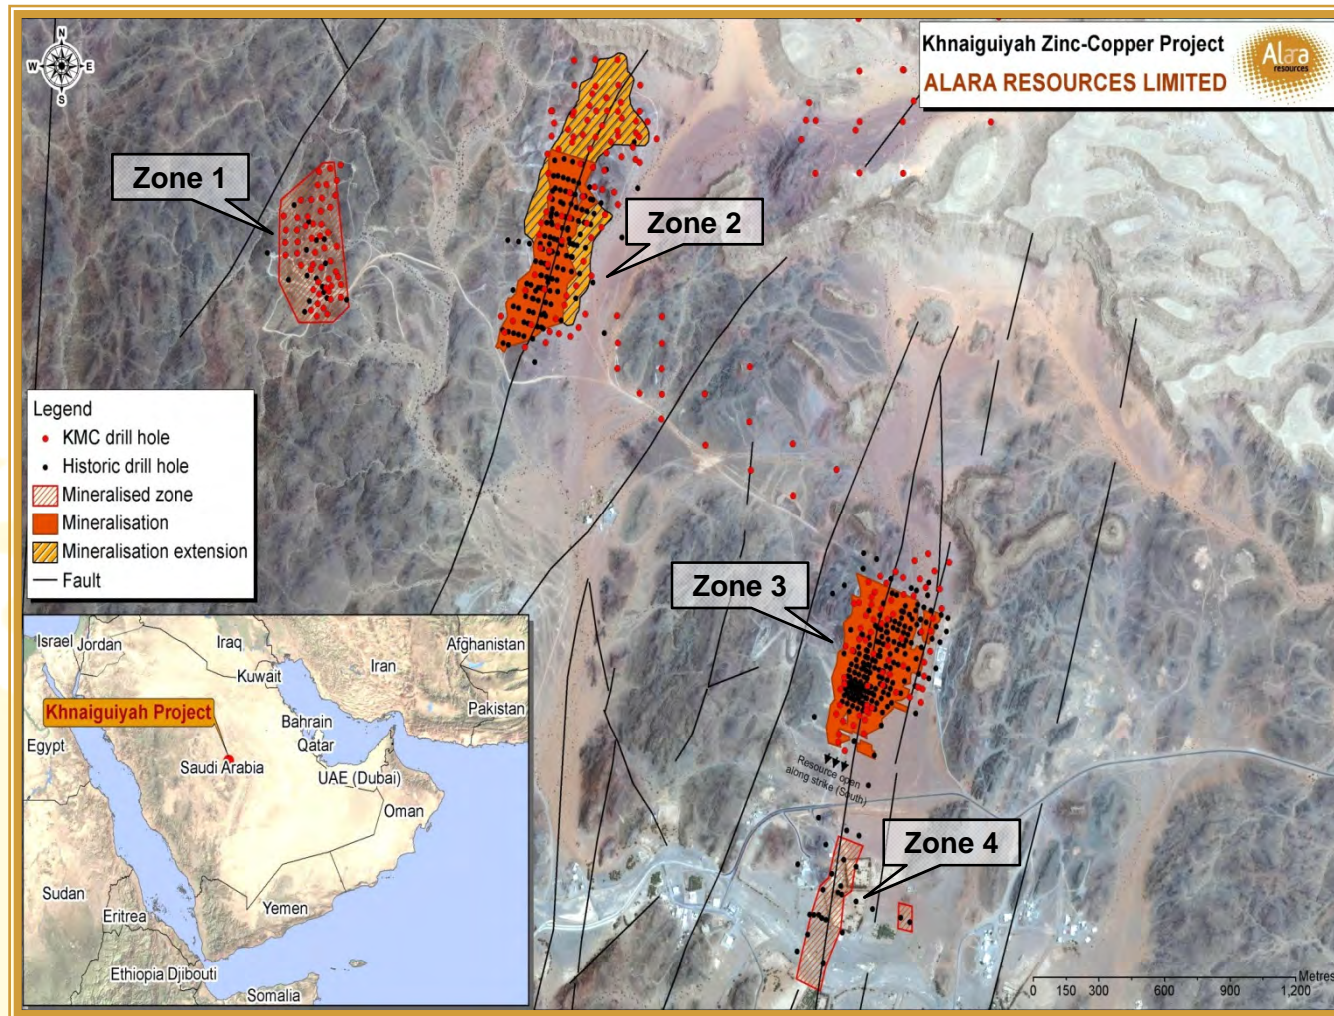 N
W E
S
Khnaiguiyah Zinc-Copper Project
ALARA RESOURCES LIMITED
Alara
resources
Zone 1
Zone 2
Legend
KMC drill hole
Historic drill hole
Mineralised zone
Mineralisation
Mineralisation extension
Fault
Zone 3
Resource open
along strike (South)
Zone 4
Israel
Jordan
Iraq
Iran
Afghanistan
Kuwait
Pakistan
Khnaiguiyah Project
Bahrain
Qatar
Egypt
Saudi Arabia
UAE (Dubai)
Oman
Sudan
Eritrea
Yemen
Ethiopia
Djibouti
Somalia
Metres
0 150 300 600 900 1,200